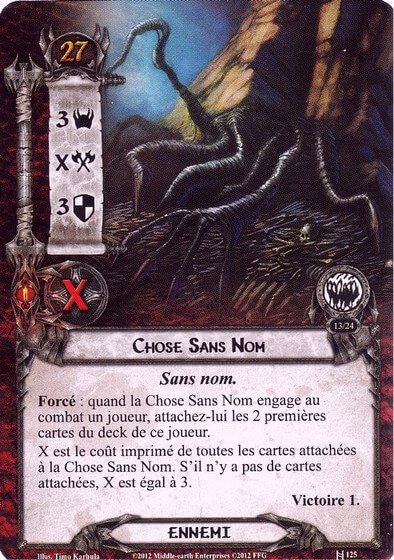 27
3
X
3
X
13/24
Chose Sans Nom
Sans nom.
Forcé : quand la Chose Sans Nom engage au
combat un joueur, attachez-lui les 2 premières
cartes du deck de ce joueur.
X est le coût imprimé de toutes les cartes attachées
à la Chose Sans Nom. S'il n'y a pas de cartes
attachées, X est égal à 3.
Victoire 1.
ENNEMI
Illus. Timo Karhula
©2012 Middle-earth Enterprises ©2012 FFG
125